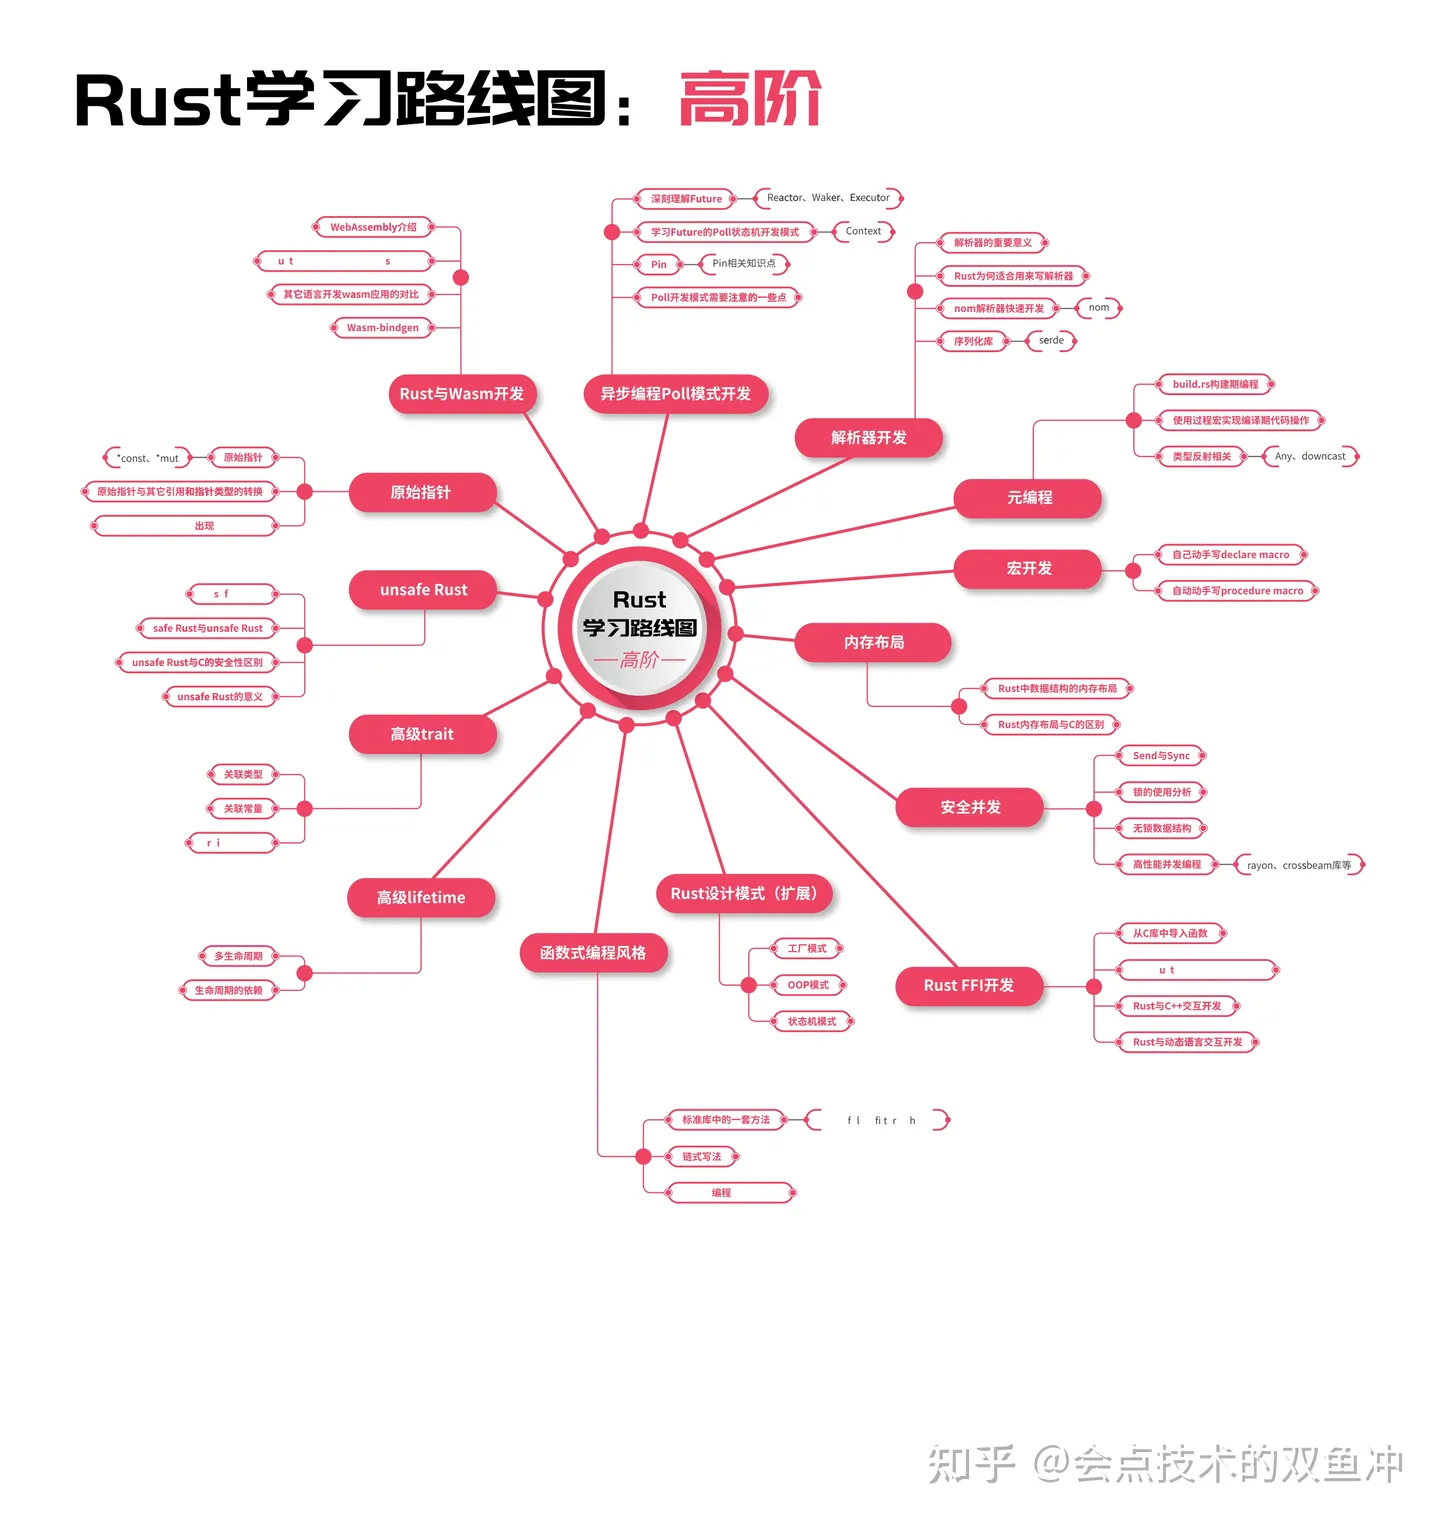 Rust学习路线图：高阶
WebAssembly介绍
其它语言开发wasm应用的对比
Wasm-bindgen
Rust与Wasm开发
深刻理解Future
Reactor、Waker、Executor
学习Future的Poll状态机开发模式
Context
Pin
Pin相关知识点
Poll开发模式需要注意的一些点
异步编程Poll模式开发
解析器的重要意义
Rust为何适合用来写解析器
nom解析器快速开发
nom
序列化库
serde
解析器开发
build.rs构建期编程
使用过程宏实现编译期代码操作
类型反射相关
Any、downcast
元编程
*const、*mut
原始指针
原始指针与其它引用和指针类型的转换
出现
原始指针
宏开发
自己动手写declare macro
自动动手写procedure macro
unsafe Rust
s f
safe Rust与unsafe Rust
unsafe Rust与C的安全性区别
unsafe Rust的意义
Rust
学习路线图
高阶
内存布局
Rust中数据结构的内存布局
Rust内存布局与C的区别
高级trait
关联类型
关联常量
r i
安全并发
Send与Sync
锁的使用分析
无锁数据结构
高性能并发编程
rayon、crossbeam库等
高级lifetime
多生命周期
生命周期的依赖
函数式编程风格
标准库中的一套方法
f l fit r h
链式写法
编程
Rust设计模式（扩展）
工厂模式
OOP模式
状态机模式
Rust FFI开发
从C库中导入函数
u t
Rust与C++交互开发
Rust与动态语言交互开发
u t s
知乎 @会点技术的双鱼冲